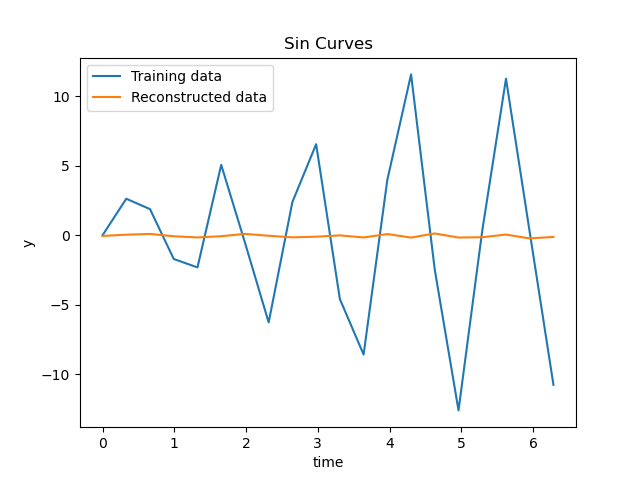 Sin Curves
Training data
Reconstructed data
10
5
0
−5
−10
y
0 1 2 3 4 5 6
time